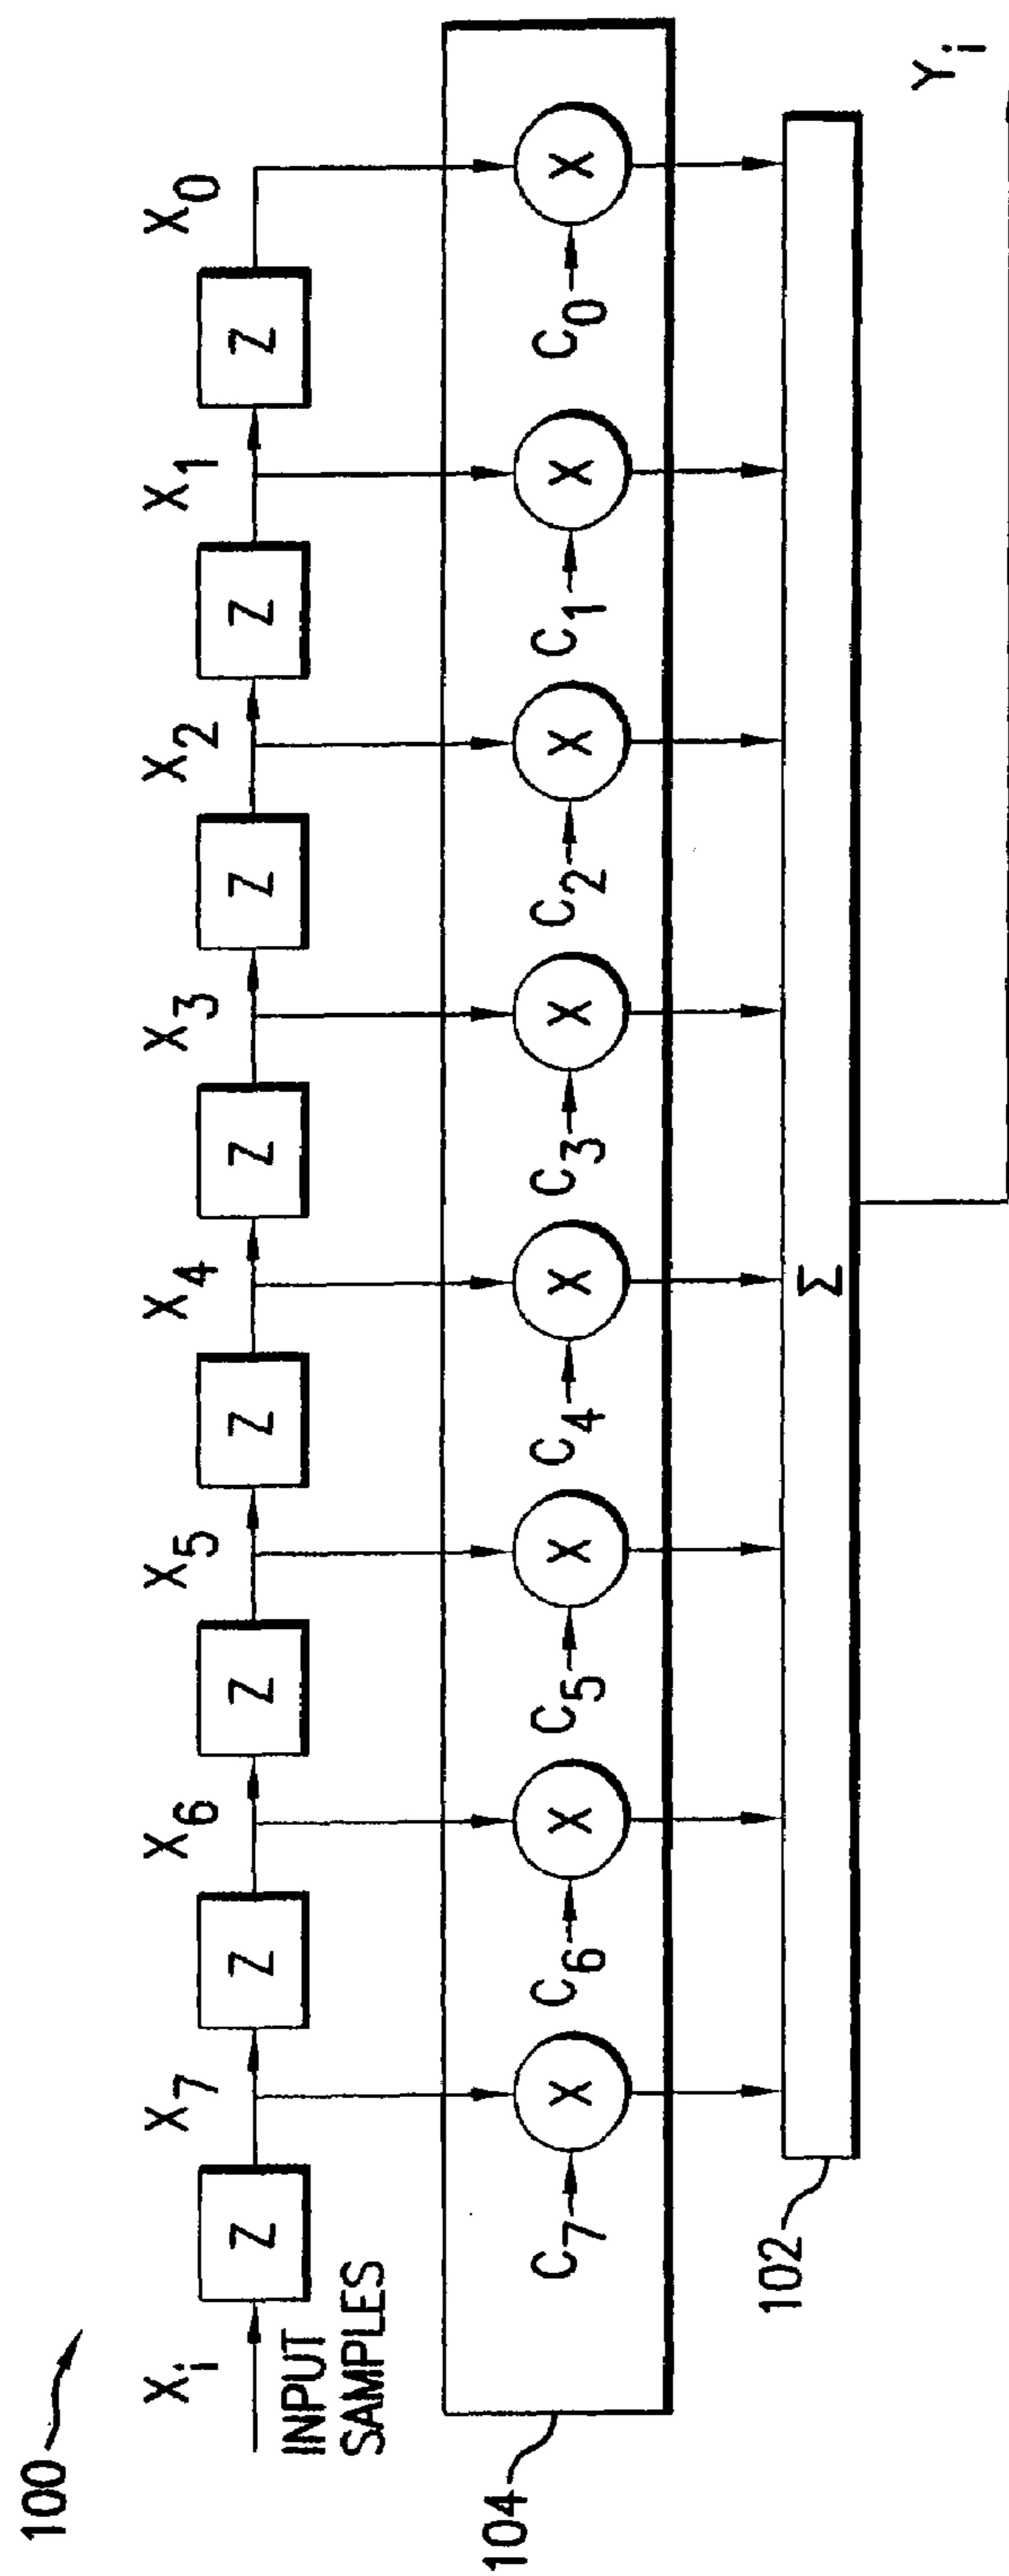 100
X_i X_7 X_6 X_5 X_4 X_3 X_2 X_1 X_0
Z Z Z Z Z Z Z Z
INPUT
SAMPLES
X X X X X X X X
C_7 C_6 C_5 C_4 C_3 C_2 C_1 C_0
104
Σ
102
Y_i